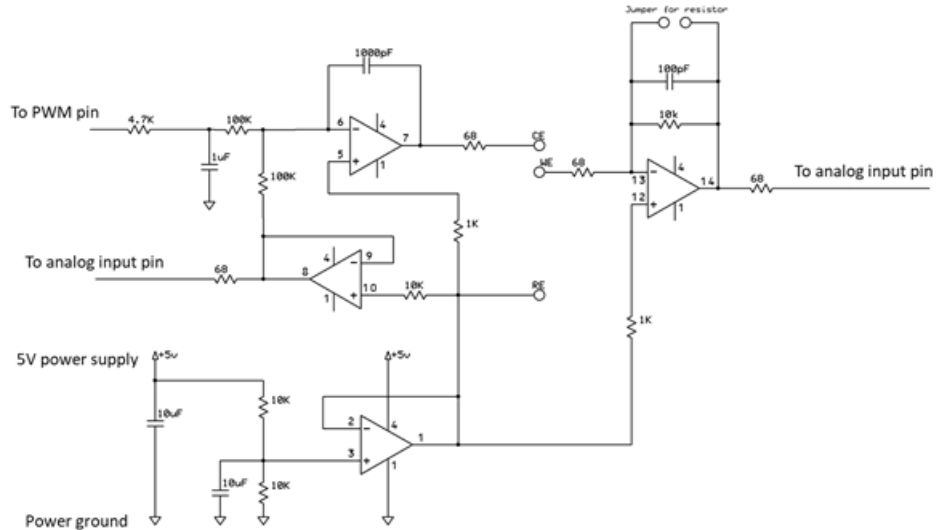 Jumper for resistor
1000pF
100pF
To PWM pin
4.7K
100K
6
4
7
68
CE
10k
1uF
5
1
WE
68
4
13
14
68
To analog input pin
12
1
100K
1K
To analog input pin
68
8
4
9
1
10
10K
RE
1K
5V power supply
+5v
+5v
10K
10uF
2
4
1
3
1
10uF
10K
Power ground